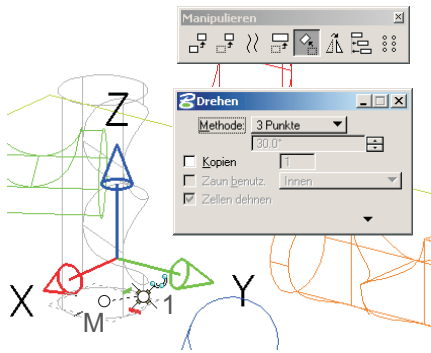 Manipulieren
Drehen
Methode: 3 Punkte
30.0°
Kopien 1
Zaun benutz. Innen
Zellen dehnen
Z
X
Y
M
1